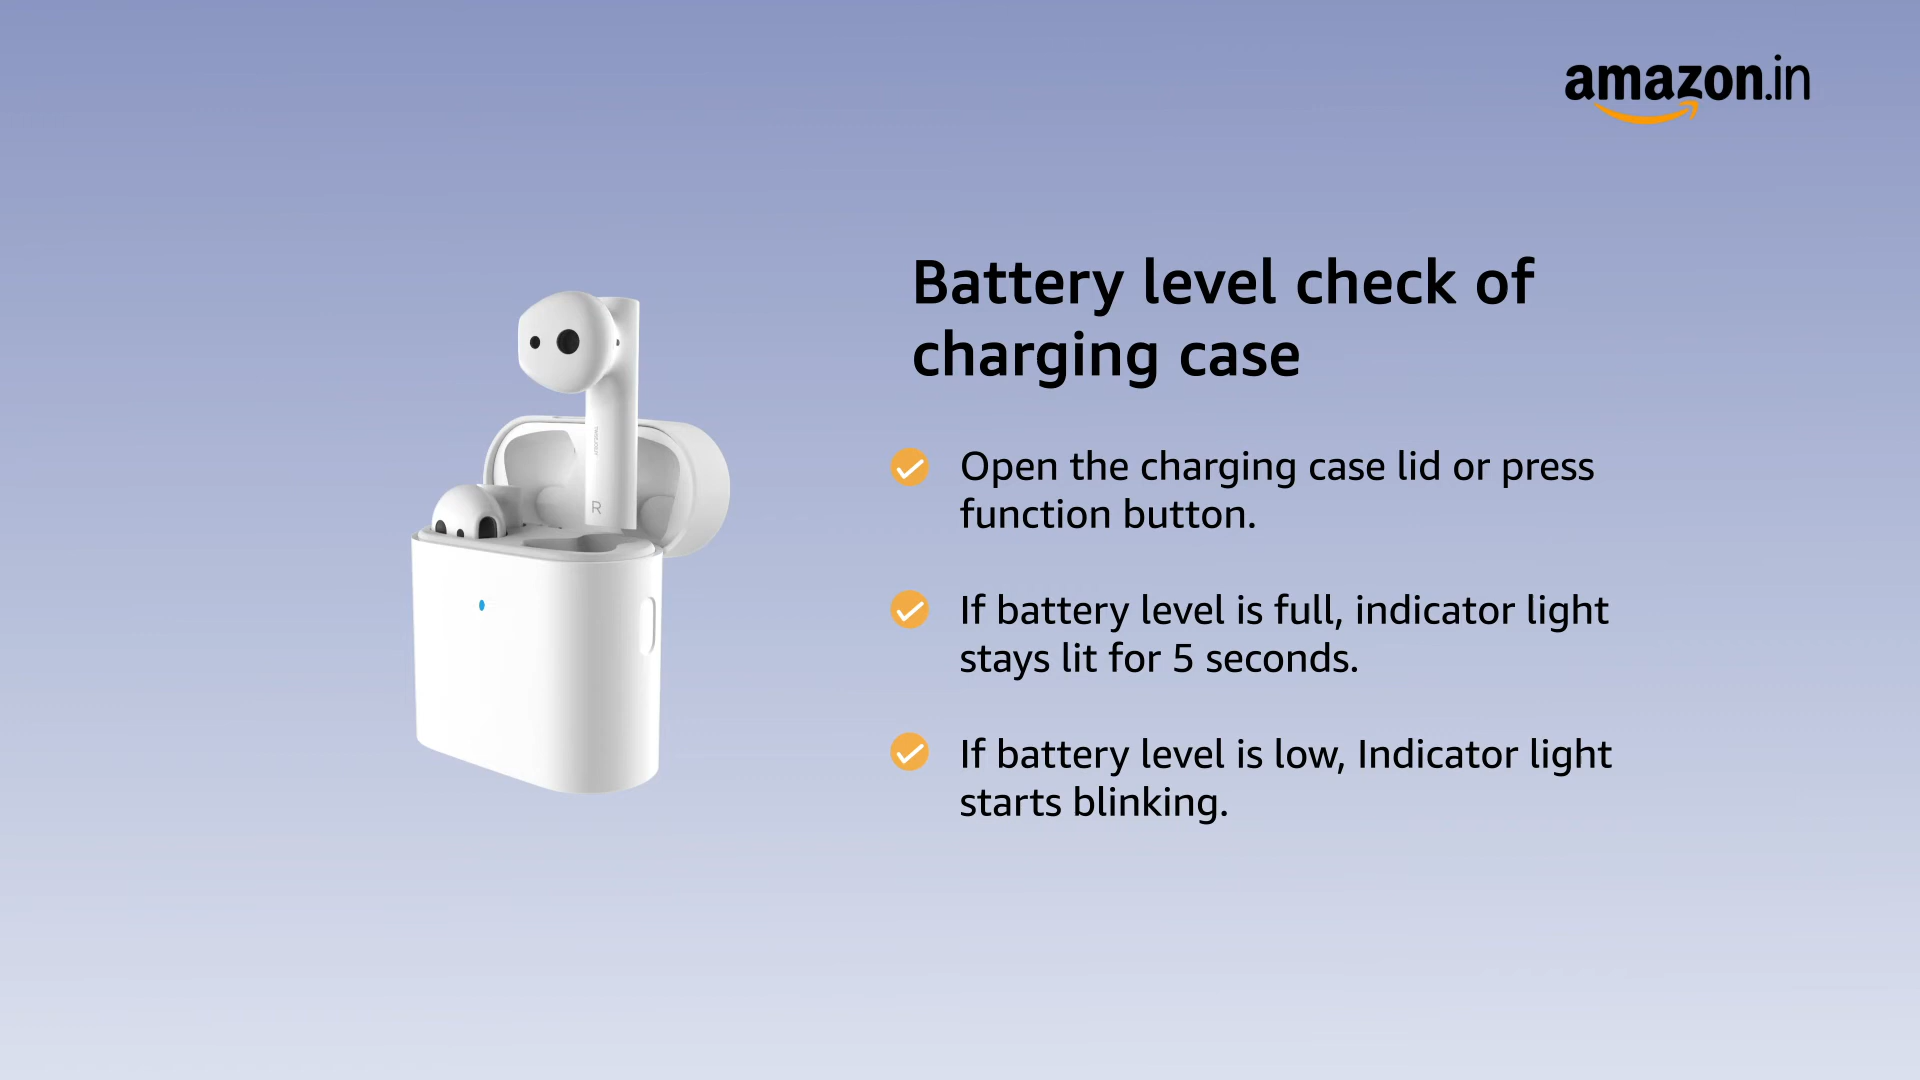 amazon.in
Battery level check of
charging case
Open the charging case lid or press
function button.
If battery level is full, indicator light
stays lit for 5 seconds.
If battery level is low, Indicator light
starts blinking.
R